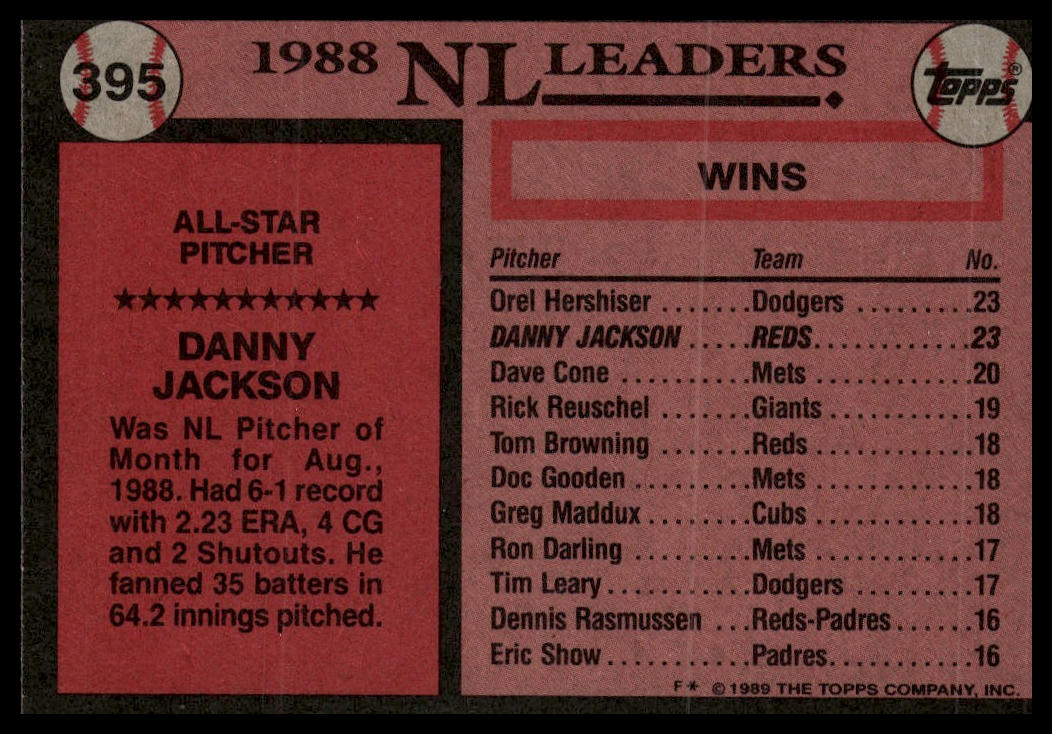 395
1988 NL LEADERS
Topps®
ALL-STAR
PITCHER
★★★★★★★★★★★
DANNY
JACKSON
Was NL Pitcher of
Month for Aug.,
1988. Had 6-1 record
with 2.23 ERA, 4 CG
and 2 Shutouts. He
fanned 35 batters in
64.2 innings pitched.
WINS
Pitcher Team No.
Orel Hershiser .......Dodgers ..........23
DANNY JACKSON .....REDS.............23
Dave Cone ..........Mets .............20
Rick Reuschel .......Giants ............19
Tom Browning .......Reds .............18
Doc Gooden .........Mets .............18
Greg Maddux ........Cubs .............18
Ron Darling .........Mets .............17
Tim Leary...........Dodgers ..........17
Dennis Rasmussen ...Reds-Padres......16
Eric Show...........Padres............16
F* © 1989 THE TOPPS COMPANY, INC.